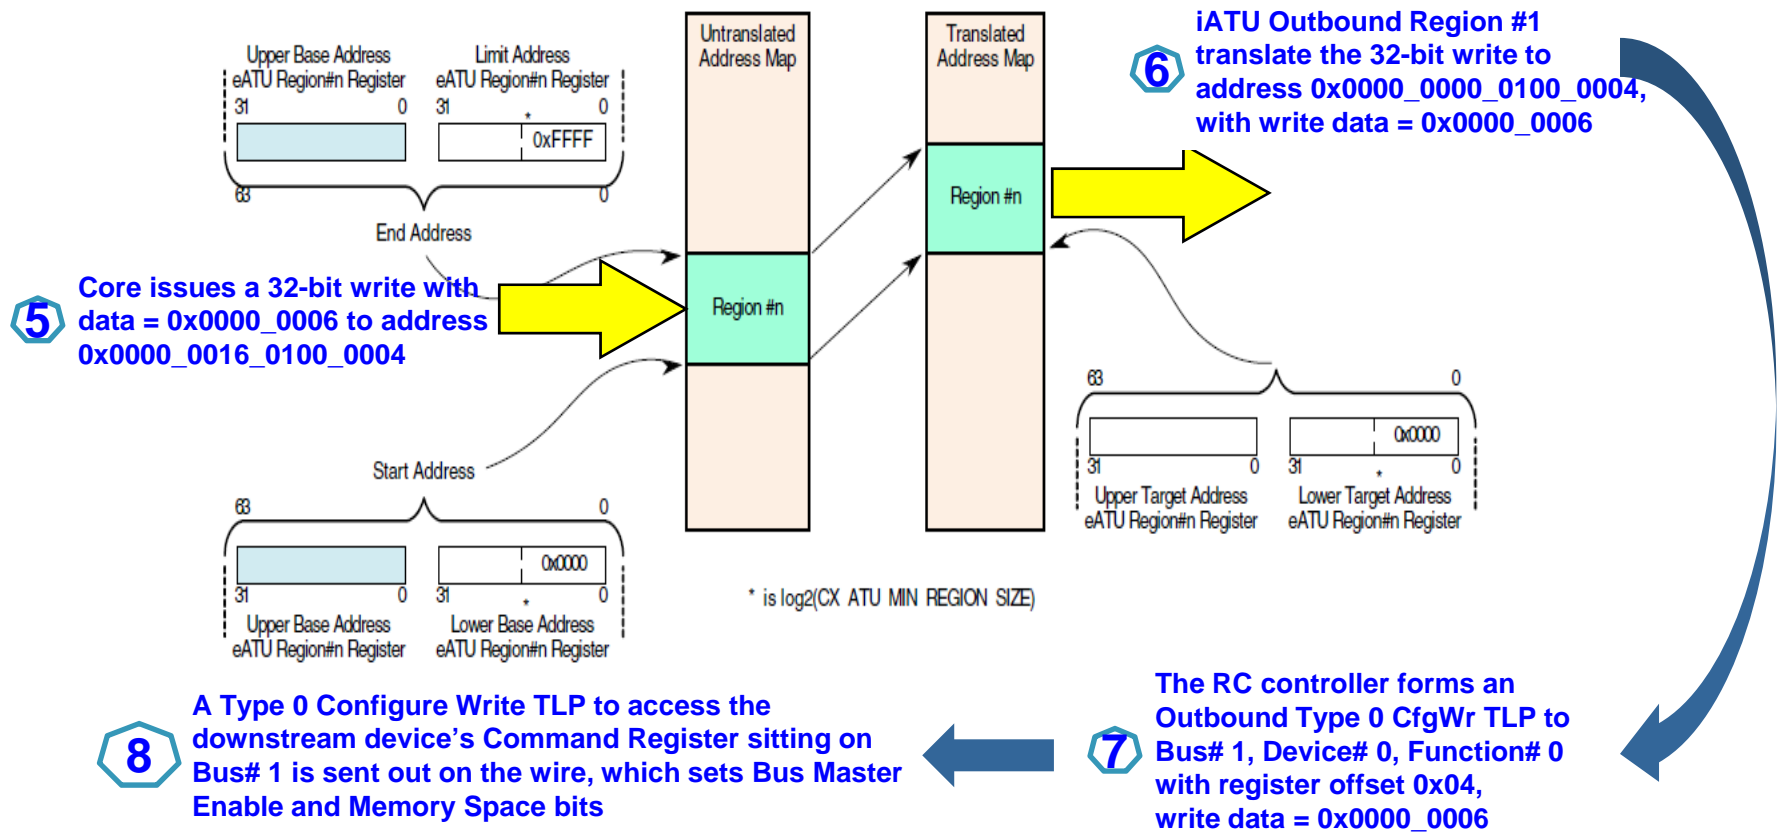 Upper Base Address
eATU Region#n Register
31 0
63
Limit Address
eATU Region#n Register
31 0
*
0xFFFF
0
End Address
Untranslated
Address Map
Region #n
Translated
Address Map
Region #n
6
iATU Outbound Region #1
translate the 32-bit write to
address 0x0000_0000_0100_0004,
with write data = 0x0000_0006
5
Core issues a 32-bit write with
data = 0x0000_0006 to address
0x0000_0016_0100_0004
Start Address
63 0
0x0000
31 0
31 * 0
Upper Base Address
eATU Region#n Register
Lower Base Address
eATU Region#n Register
63 0
0x0000
31 0
31 * 0
Upper Target Address
eATU Region#n Register
Lower Target Address
eATU Region#n Register
* is log2(CX ATU MIN REGION SIZE)
7
The RC controller forms an
Outbound Type 0 CfgWr TLP to
Bus# 1, Device# 0, Function# 0
with register offset 0x04,
write data = 0x0000_0006
8
A Type 0 Configure Write TLP to access the
downstream device's Command Register sitting on
Bus# 1 is sent out on the wire, which sets Bus Master
Enable and Memory Space bits